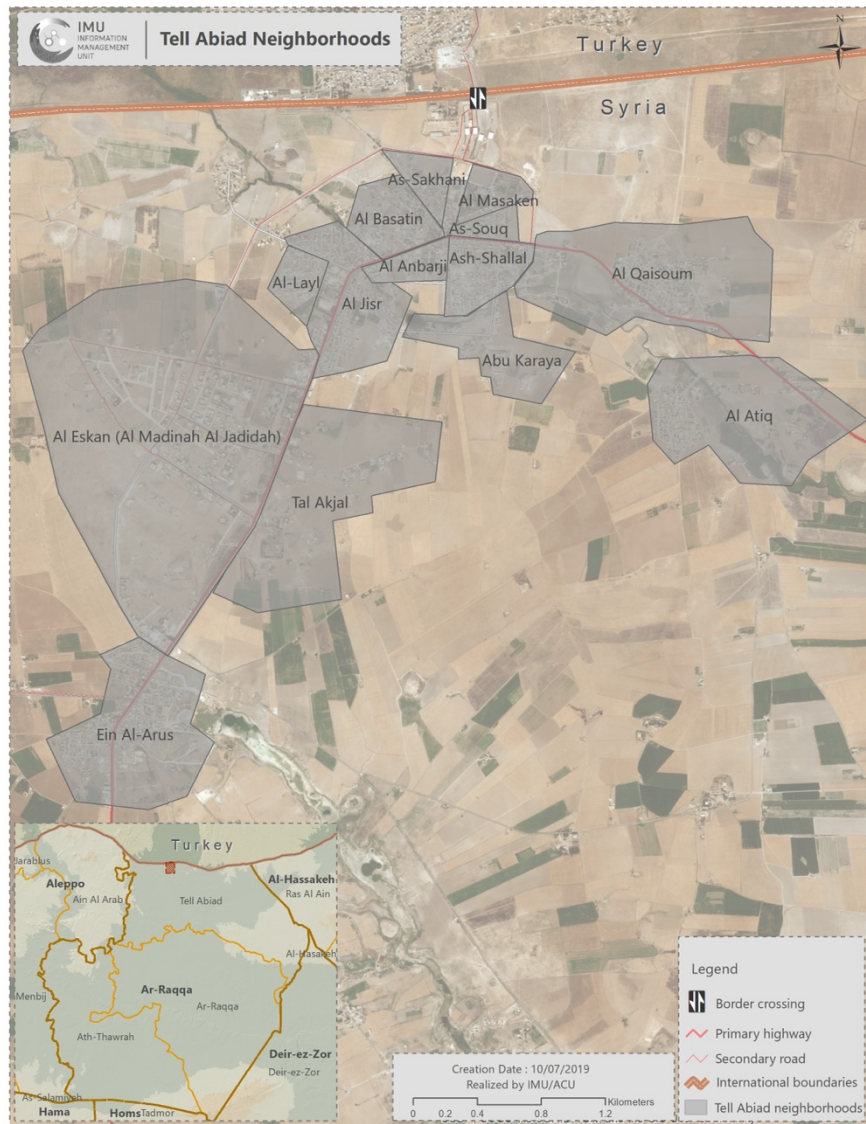 IMU
INFORMATION
MANAGEMENT
UNIT
Tell Abiad Neighborhoods
N
Turkey
Syria
As-Sakhani
Al Masaken
Al Basatin
As-Souq
Ash-Shallal
Al Anbarji
Al-Layl
Al Jisr
Al Qaisoum
Abu Karaya
Al Atiq
Al Eskan (Al Madinah Al Jadidah)
Tal Akjal
Ein Al-Arus
Turkey
Jarablus
Aleppo
Ain Al Arab
Tell Abiad
Al-Hassakeh
Ras Al Ain
Al-Hasakeh
Menbij
Ar-Raqqa
Ar-Raqqa
Ath-Thawrah
Deir-ez-Zor
Deir-ez-Zor
As-Salamiyeh
Hama
Homs
Tadmor
Creation Date : 10/07/2019
Realized by IMU/ACU
Kilometers
0 0.2 0.4 0.8 1.2
Legend
Border crossing
Primary highway
Secondary road
International boundaries
Tell Abiad neighborhoods